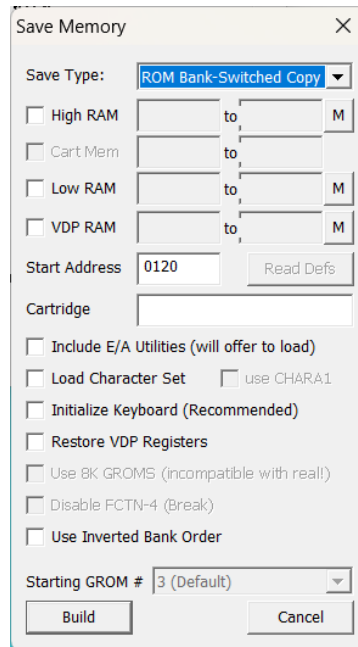 Save Memory
Save Type: ROM Bank-Switched Copy
High RAM to M
Cart Mem to
Low RAM to M
VDP RAM to M
Start Address 0120 Read Defs
Cartridge
Include E/A Utilities (will offer to load)
Load Character Set use CHARA1
Initialize Keyboard (Recommended)
Restore VDP Registers
Use 8K GROMS (incompatible with real!)
Disable FCTN-4 (Break)
Use Inverted Bank Order
Starting GROM # 3 (Default)
Build Cancel